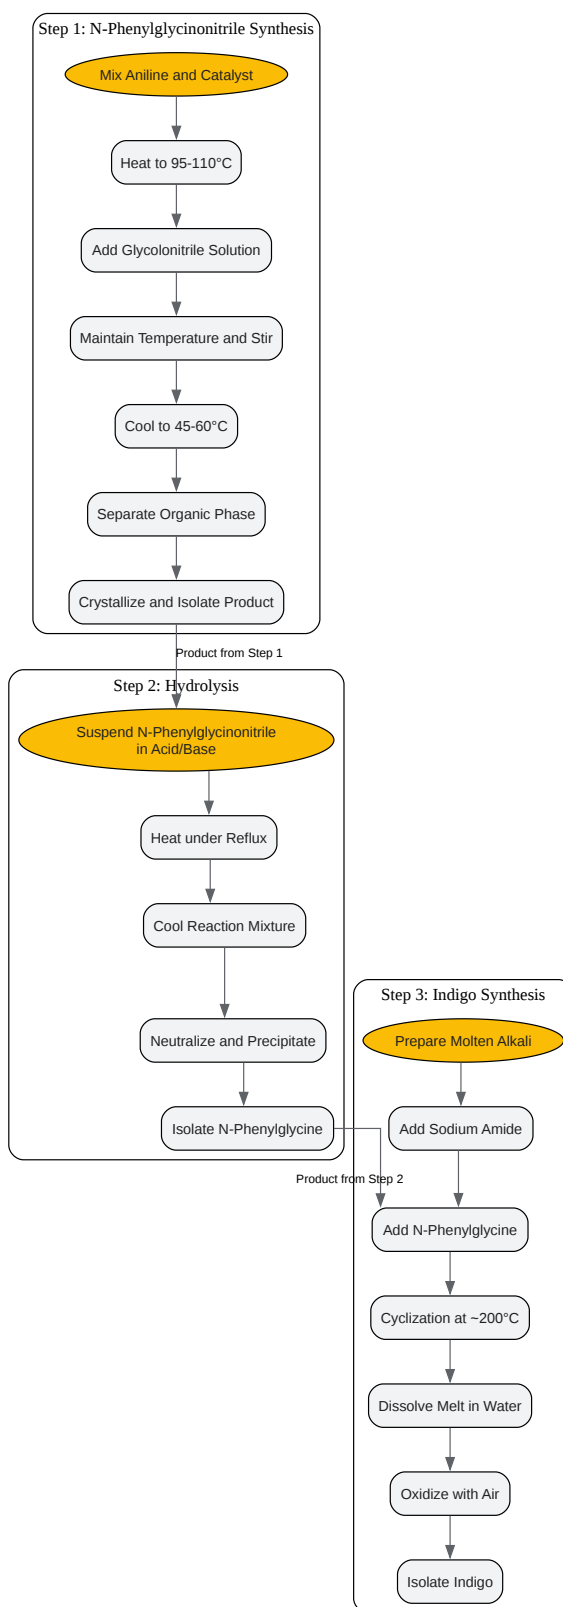 Step 1: N-Phenylglycinonitrile Synthesis
Mix Aniline and Catalyst
Heat to 95-110°C
Add Glycolonitrile Solution
Maintain Temperature and Stir
Cool to 45-60°C
Separate Organic Phase
Crystallize and Isolate Product
Product from Step 1
Step 2: Hydrolysis
Suspend N-Phenylglycinonitrile
in Acid/Base
Heat under Reflux
Cool Reaction Mixture
Neutralize and Precipitate
Isolate N-Phenylglycine
Product from Step 2
Step 3: Indigo Synthesis
Prepare Molten Alkali
Add Sodium Amide
Add N-Phenylglycine
Cyclization at ~200°C
Dissolve Melt in Water
Oxidize with Air
Isolate Indigo